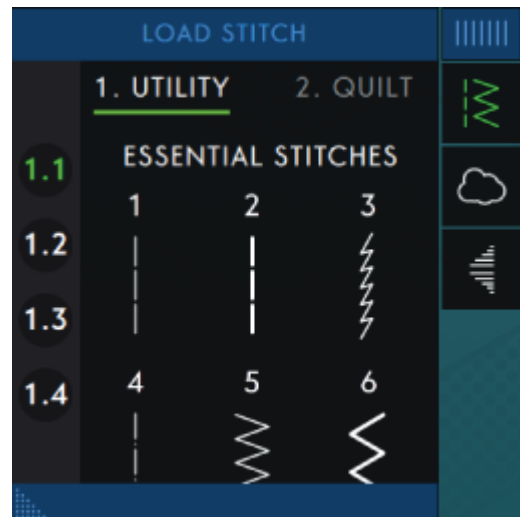 LOAD STITCH
1. UTILITY 2. QUILT
ESSENTIAL STITCHES
1.1
1 2 3
1.2
1.3
4 5 6
1.4